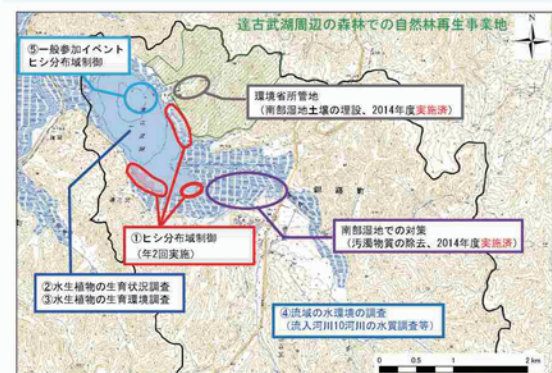 達古武湖周辺の森林での自然林再生事業地
N
⑤一般参加イベント
ヒシ分布域制御
環境省所管地
(南部湿地土壌の埋設、2014年度実施済)
①ヒシ分布域制御
(年2回実施)
南部湿地での対策
(汚濁物質の除去、2014年度実施済)
②水生植物の生育状況調査
③水生植物の生育環境調査
④流域の水環境の調査
(流入河川10河川の水質調査等)
0 0.5 1 2 km